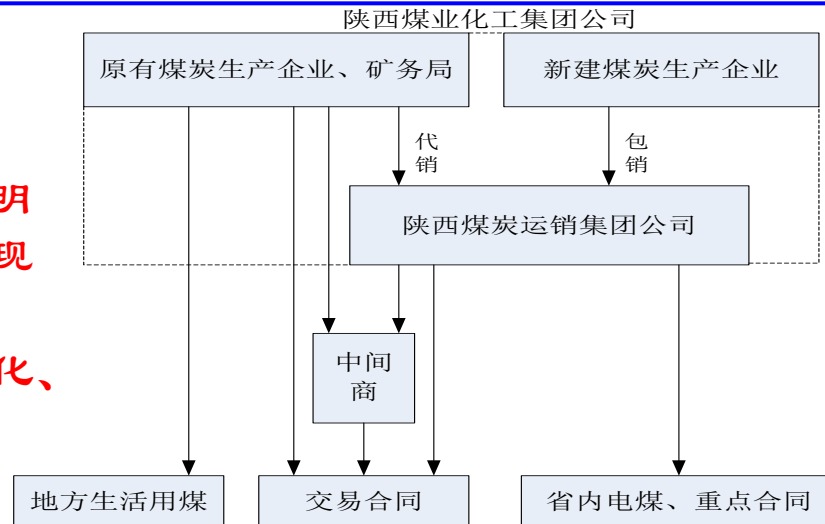 陕西煤业化工集团公司
原有煤炭生产企业、矿务局
新建煤炭生产企业
代
销
包
销
明
陕西煤炭运销集团公司
现
中间
商
化、
地方生活用煤
交易合同
省内电煤、重点合同